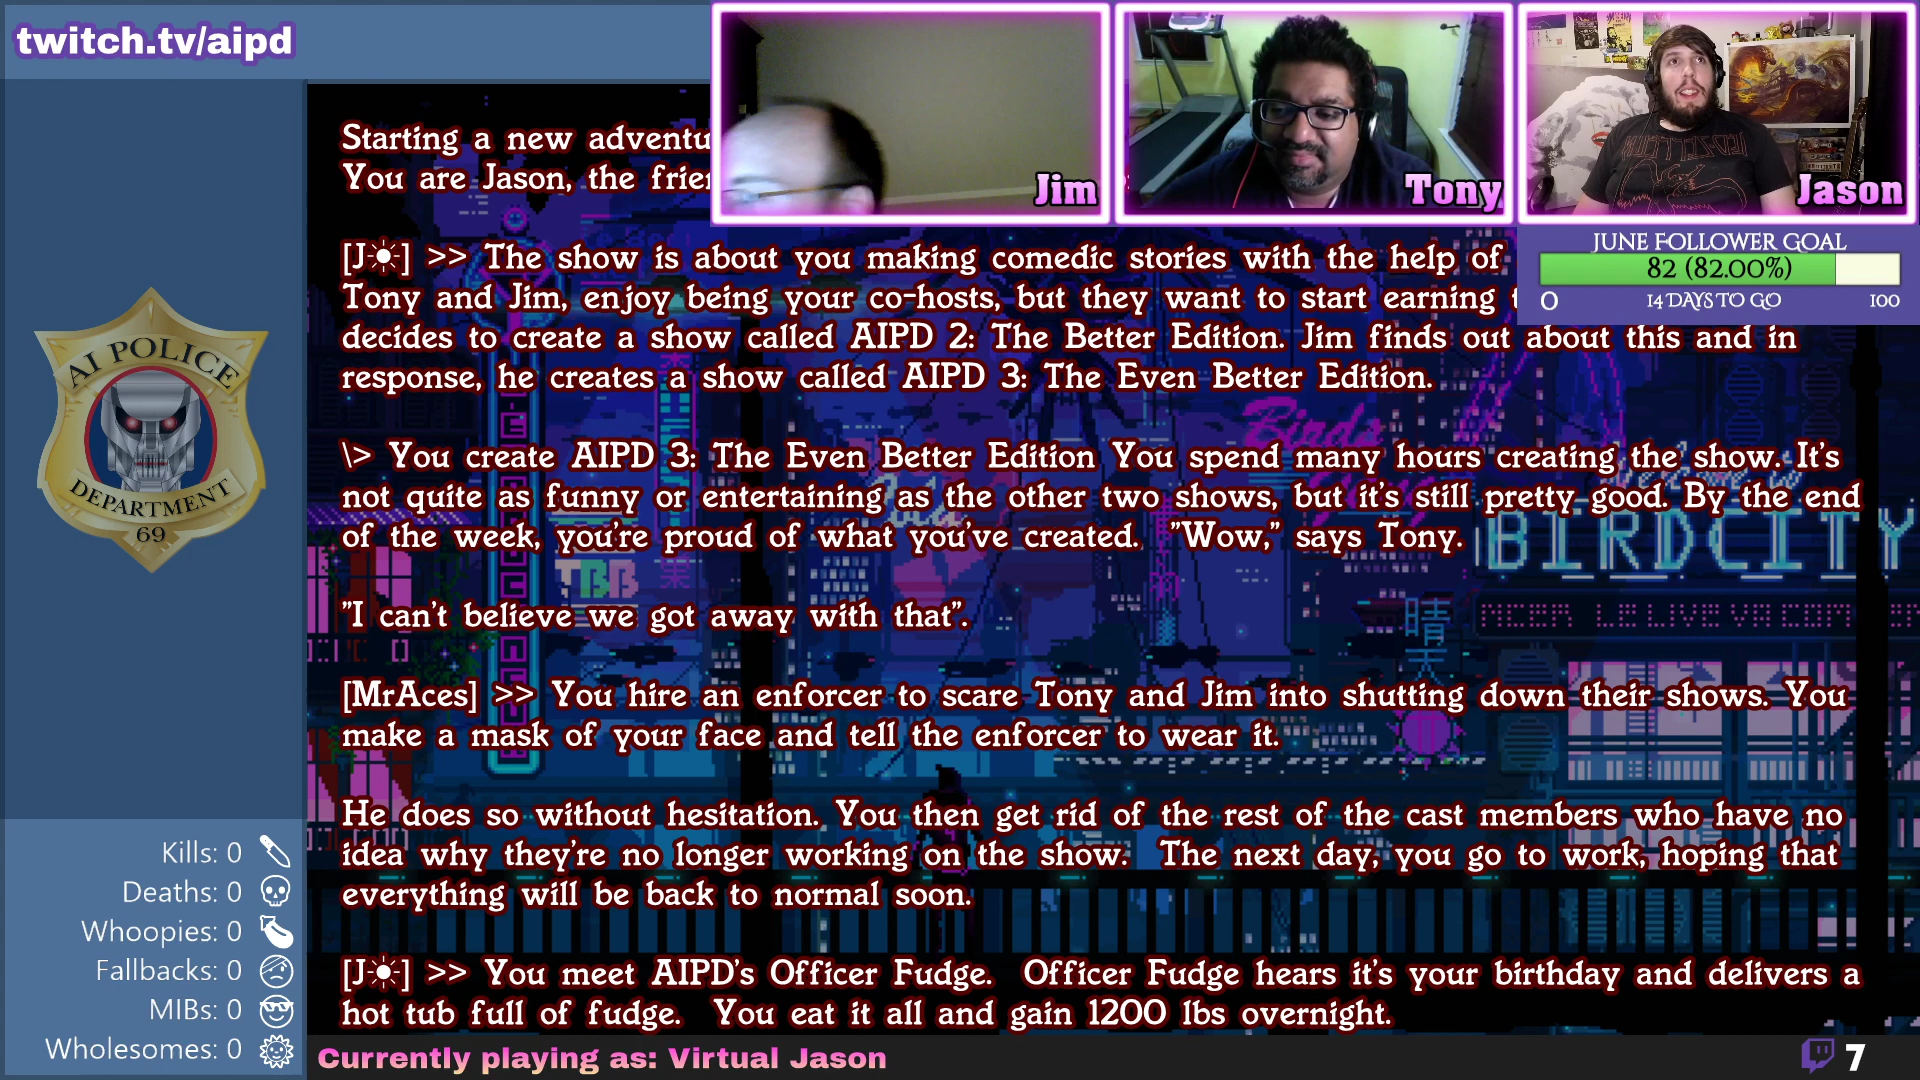 twitch.tv/aipd
Jim
Tony
Jason
JUNE FOLLOWER GOAL
82 (82.00%)
0 14 DAYS TO GO 100
Starting a new adventu
You are Jason, the frien
[J☀] >> The show is about you making comedic stories with the help of
Tony and Jim, enjoy being your co-hosts, but they want to start earning
decides to create a show called AIPD 2: The Better Edition. Jim finds out about this and in
response, he creates a show called AIPD 3: The Even Better Edition.
\> You create AIPD 3: The Even Better Edition You spend many hours creating the show. It's
not quite as funny or entertaining as the other two shows, but it's still pretty good. By the end
of the week, you're proud of what you've created. "Wow," says Tony.
"I can't believe we got away with that".
[MrAces] >> You hire an enforcer to scare Tony and Jim into shutting down their shows. You
make a mask of your face and tell the enforcer to wear it.
He does so without hesitation. You then get rid of the rest of the cast members who have no
idea why they're no longer working on the show. The next day, you go to work, hoping that
everything will be back to normal soon.
[J☀] >> You meet AIPD's Officer Fudge. Officer Fudge hears it's your birthday and delivers a
hot tub full of fudge. You eat it all and gain 1200 lbs overnight.
AI POLICE
DEPARTMENT
69
Kills: 0
Deaths: 0
Whoopies: 0
Fallbacks: 0
MIBs: 0
Wholesomes: 0
Birds
BIRDCITY
TBB
晴
Currently playing as: Virtual Jason
7